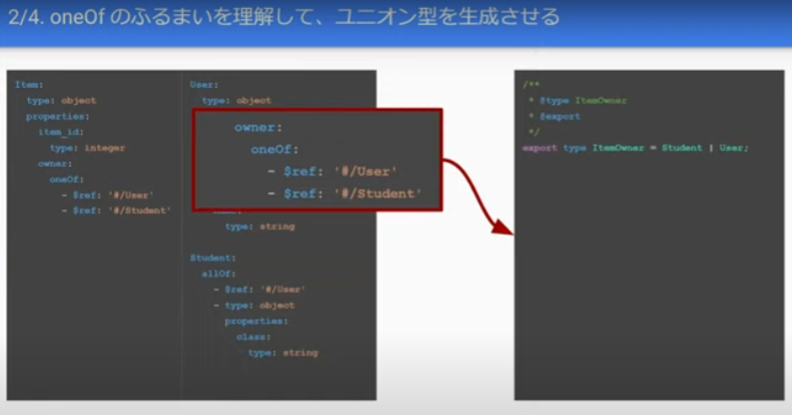 2/4. oneOf のふるまいを理解して、ユニオン型を生成させる
Item:
type: object
properties:
item_id:
type: integer
owner:
oneOf:
- $ref: '#/User'
- $ref: '#/Student'
User:
type: object
owner:
oneOf:
- $ref: '#/User'
- $ref: '#/Student'
type: string
Student:
allOf:
- $ref: '#/User'
- type: object
properties:
class:
type: string
/**
* @type ItemOwner
* @export
*/
export type ItemOwner = Student | User;